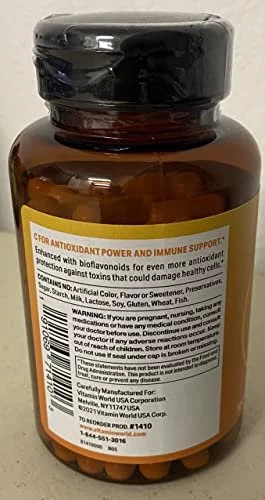 C FOR ANTIOXIDANT POWER AND IMMUNE SUPPORT.*
Enhanced with bioflavonoids for even more antioxidant
protection against toxins that could damage healthy cells.*
CONTAINS NO: Artificial Color, Flavor or Sweetener, Preservatives,
Sugar, Starch, Milk, Lactose, Soy, Gluten, Wheat, Fish.
WARNING: If you are pregnant, nursing, taking any
medications or have any medical condition, consult
your doctor before use. Discontinue use and consult
your doctor if any adverse reactions occur. Keep
out of reach of children. Store at room temperature.
Do not use if seal under cap is broken or missing.
*These statements have not been evaluated by the Food and
Drug Administration. This product is not intended to diagnose,
treat, cure or prevent any disease.
Carefully Manufactured For:
Vitamin World USA Corporation
Melville, NY11747USA
©2021 Vitamin World USA Corp.
TO REORDER PROD. #1410
www.vitaminworld.com
1-844-551-3016
B1410000 B05